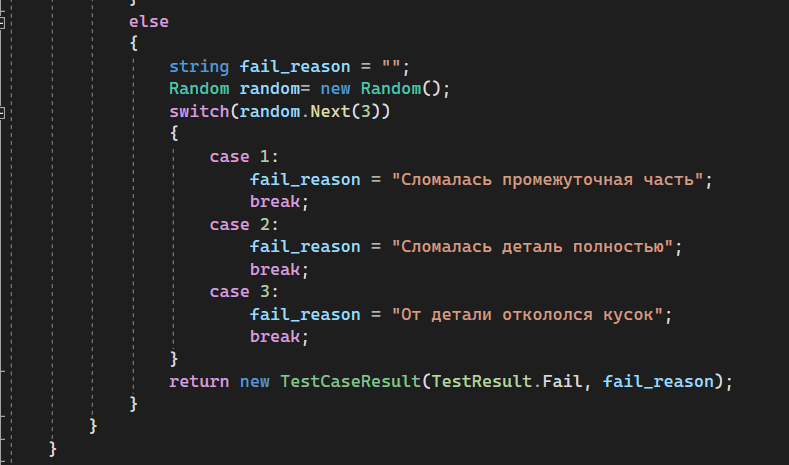 }
else
{
string fail_reason = "";
Random random= new Random();
switch(random.Next(3))
{
case 1:
fail_reason = "Сломалась промежуточная часть";
break;
case 2:
fail_reason = "Сломалась деталь полностью";
break;
case 3:
fail_reason = "От детали откололся кусок";
break;
}
return new TestCaseResult(TestResult.Fail, fail_reason);
}
}
}